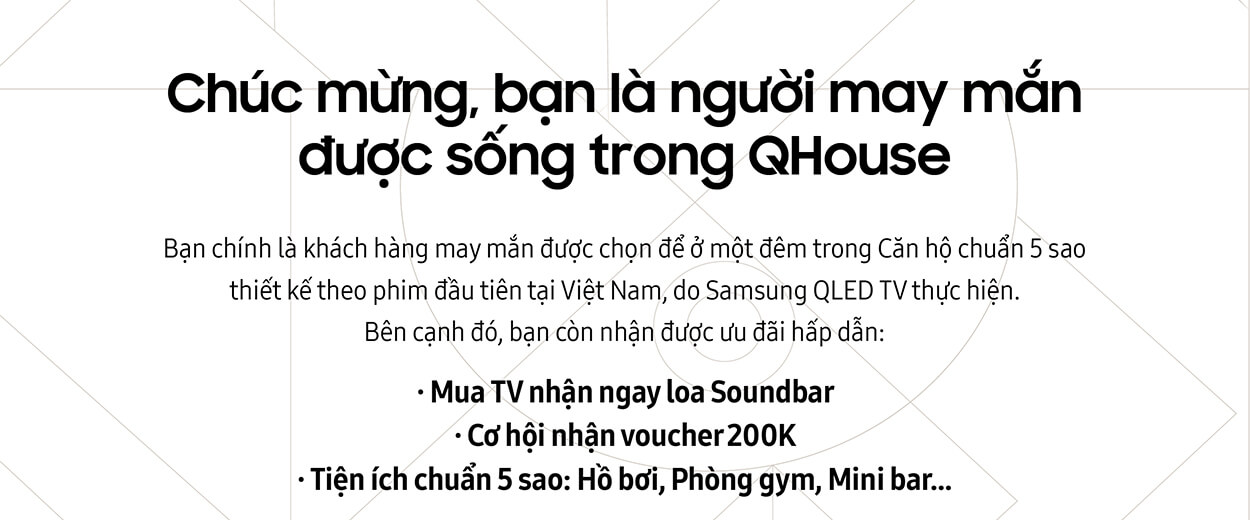 Chúc mừng, bạn là người may mắn
được sống trong QHouse
Bạn chính là khách hàng may mắn được chọn để ở một đêm trong Căn hộ chuẩn 5 sao
thiết kế theo phim đầu tiên tại Việt Nam, do Samsung QLED TV thực hiện.
Bên cạnh đó, bạn còn nhận được ưu đãi hấp dẫn:
· Mua TV nhận ngay loa Soundbar
· Cơ hội nhận voucher 200K
· Tiện ích chuẩn 5 sao: Hồ bơi, Phòng gym, Mini bar...